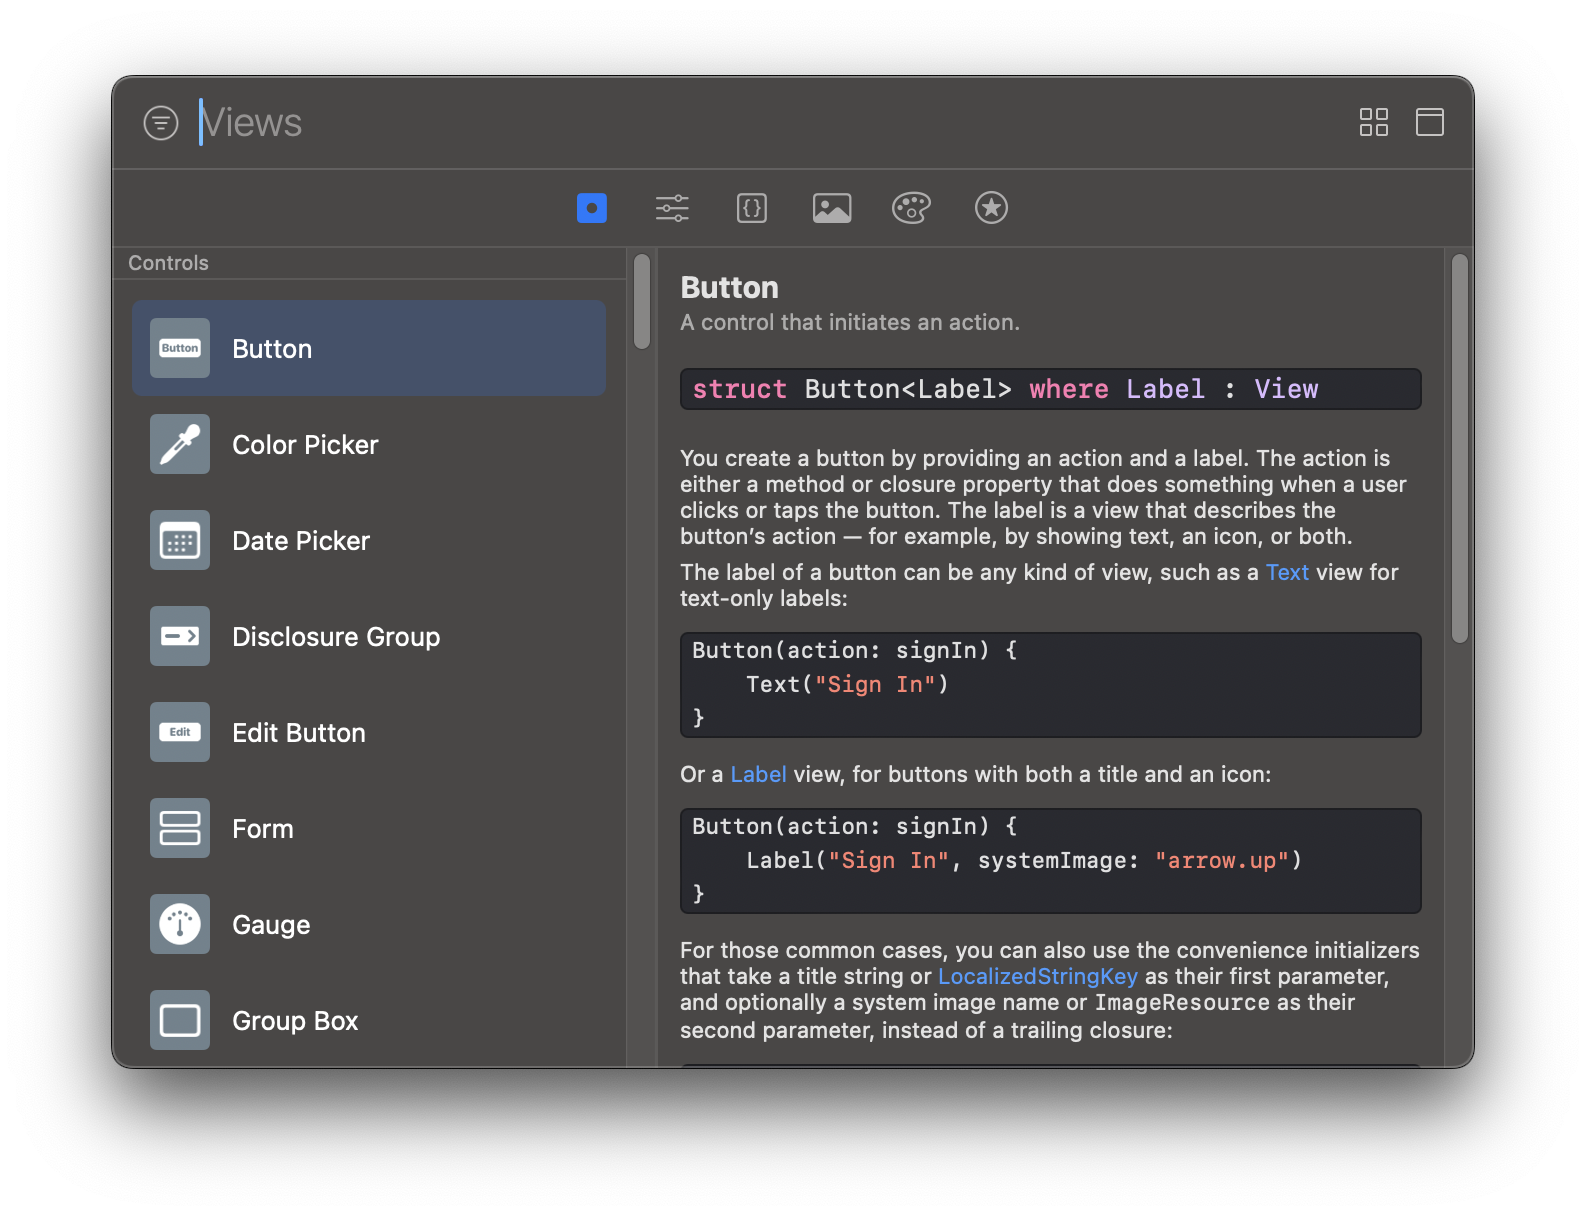 Views
Controls
Button
Button
Color Picker
Date Picker
Disclosure Group
Edit
Edit Button
Form
Gauge
Group Box
Button
A control that initiates an action.
struct Button<Label> where Label : View
You create a button by providing an action and a label. The action is
either a method or closure property that does something when a user
clicks or taps the button. The label is a view that describes the
button’s action — for example, by showing text, an icon, or both.
The label of a button can be any kind of view, such as a Text view for
text-only labels:
Button(action: signIn) {
    Text("Sign In")
}
Or a Label view, for buttons with both a title and an icon:
Button(action: signIn) {
    Label("Sign In", systemImage: "arrow.up")
}
For those common cases, you can also use the convenience initializers
that take a title string or LocalizedStringKey as their first parameter,
and optionally a system image name or ImageResource as their
second parameter, instead of a trailing closure: